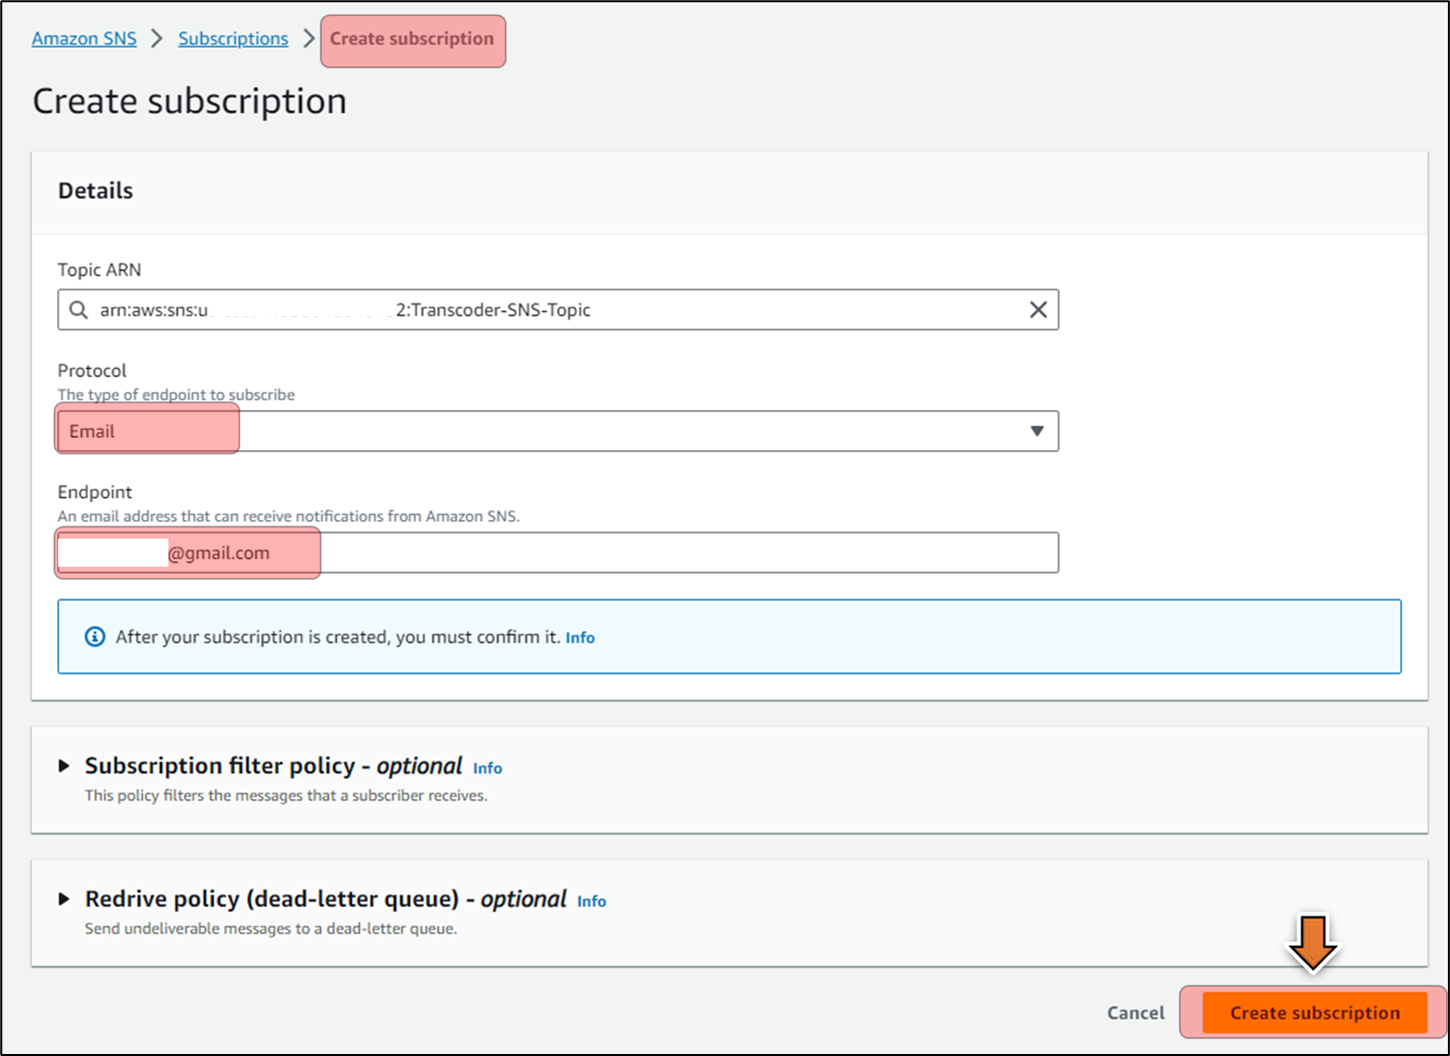 Amazon SNS > Subscriptions > Create subscription
Create subscription
Details
Topic ARN
arn:aws:sns:u 2:Transcoder-SNS-Topic
Protocol
The type of endpoint to subscribe
Email
Endpoint
An email address that can receive notifications from Amazon SNS.
@gmail.com
After your subscription is created, you must confirm it. Info
Subscription filter policy - optional Info
This policy filters the messages that a subscriber receives.
Redrive policy (dead-letter queue) - optional Info
Send undeliverable messages to a dead-letter queue.
Cancel Create subscription